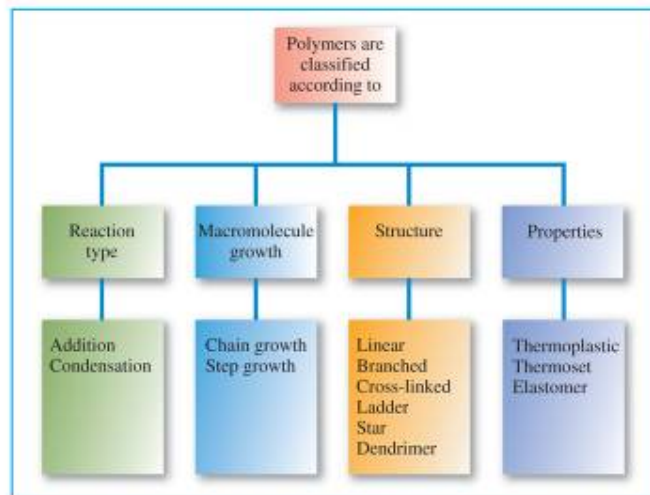 Polymers are
classified
according to
Reaction
type
Macromolecule
growth
Structure
Properties
Addition
Condensation
Chain growth
Step growth
Linear
Branched
Cross-linked
Ladder
Star
Dendrimer
Thermoplastic
Thermoset
Elastomer